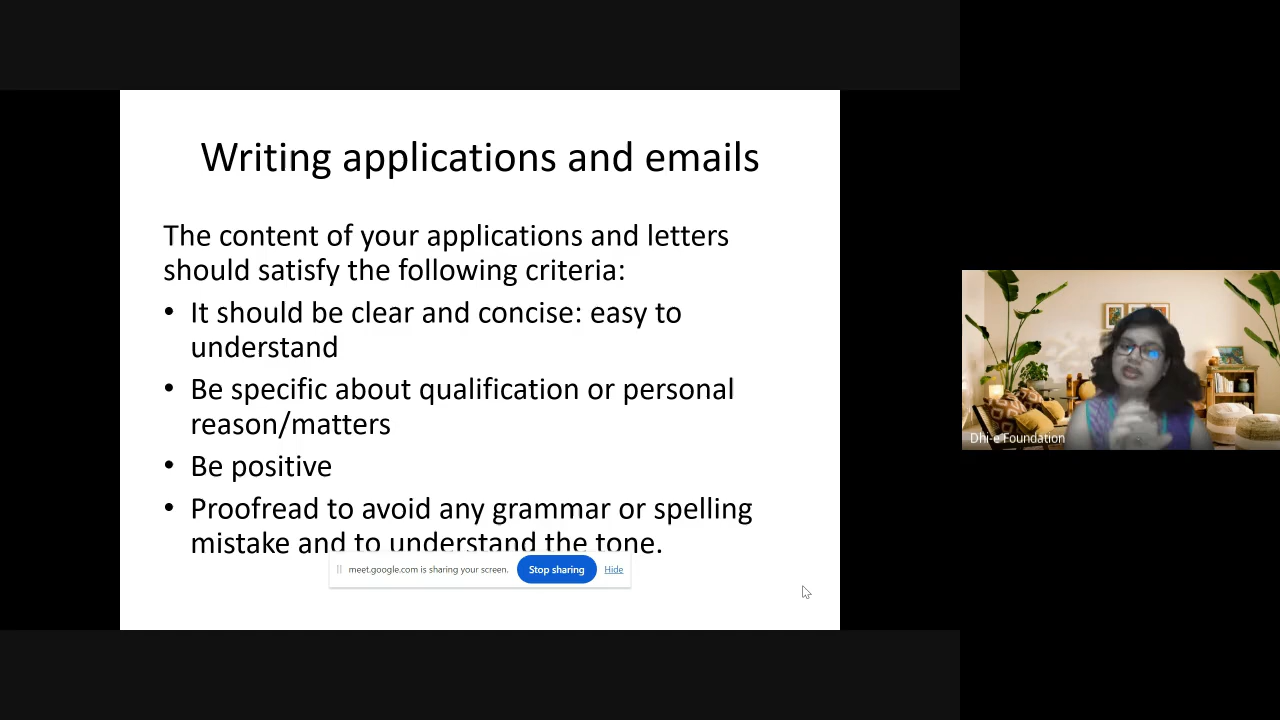 Writing applications and emails
The content of your applications and letters
should satisfy the following criteria:
• It should be clear and concise: easy to
understand
• Be specific about qualification or personal
reason/matters
• Be positive
• Proofread to avoid any grammar or spelling
mistake and to understand the tone.
meet.google.com is sharing your screen. Stop sharing Hide
Dhi-e Foundation